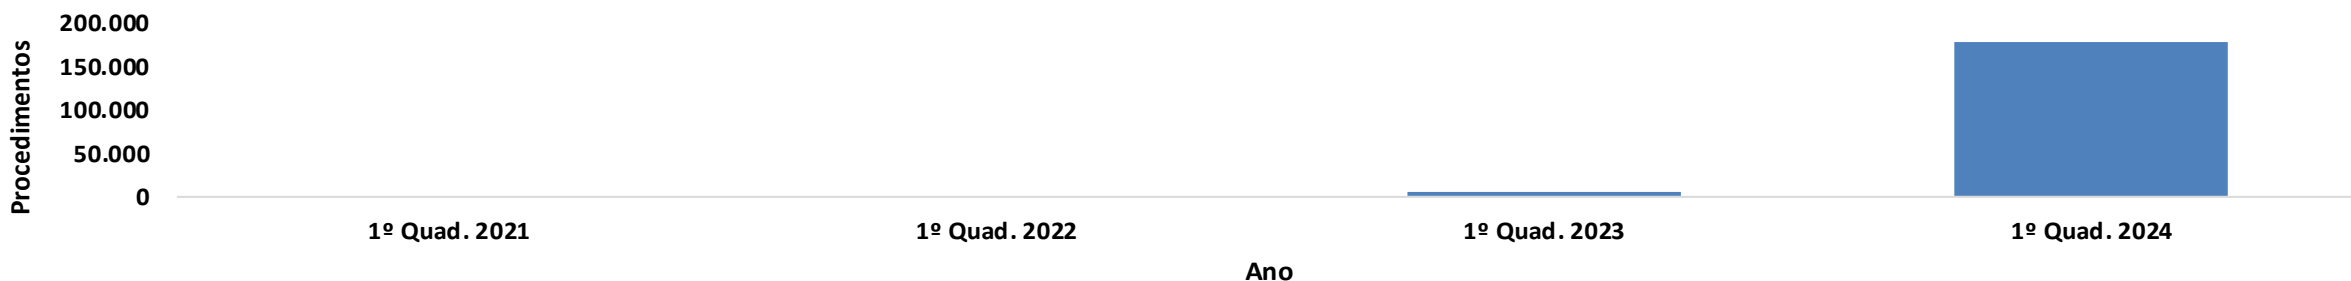 Procedimentos
200.000
150.000
100.000
50.000
0
1º Quad. 2021
1º Quad. 2022
1º Quad. 2023
1º Quad. 2024
Ano